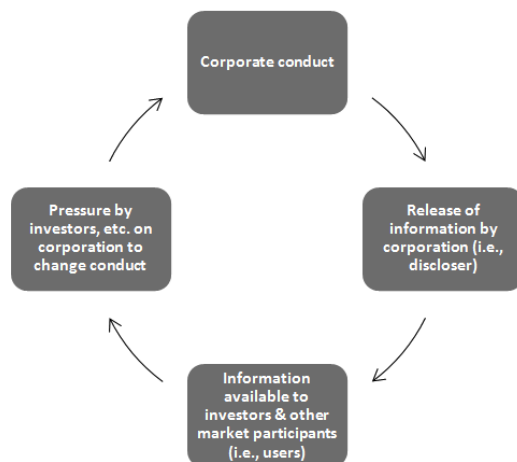 Corporate conduct
Release of
information by
corporation (i.e.,
discloser)
Information
available to
investors & other
market participants
(i.e., users)
Pressure by
investors, etc. on
corporation to
change conduct